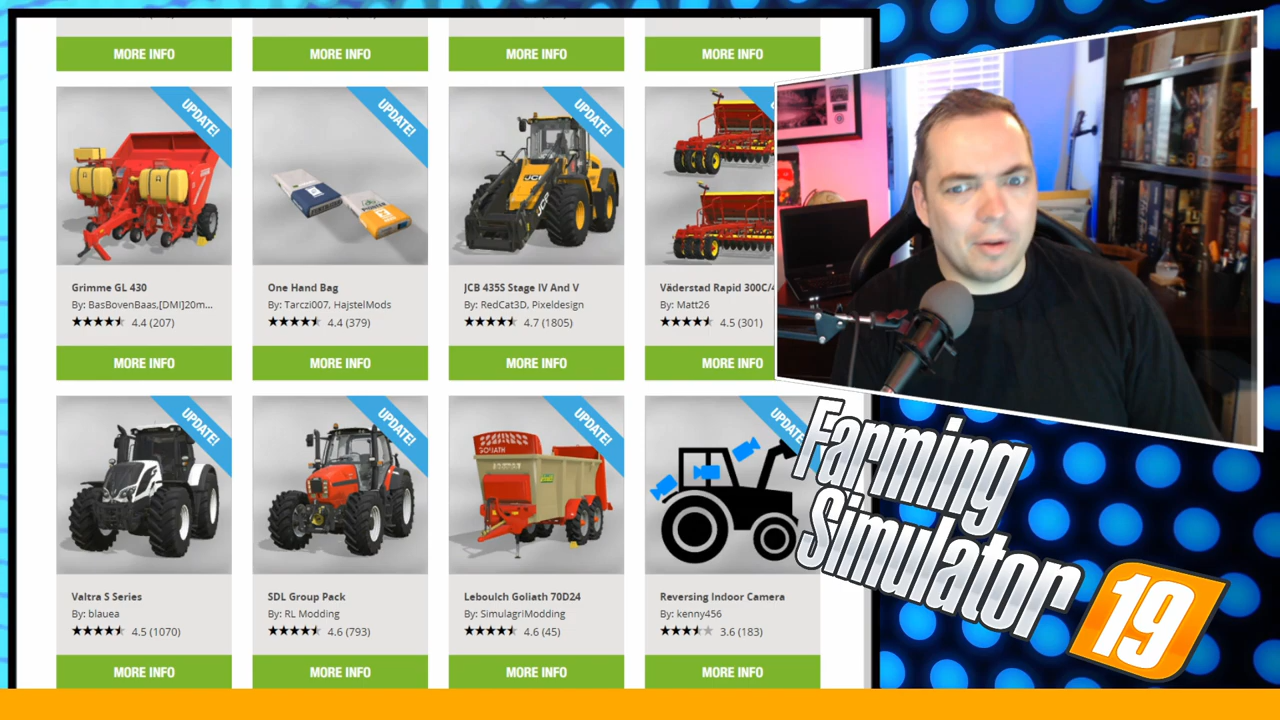 MORE INFO
MORE INFO
MORE INFO
MORE INFO
UPDATE!
UPDATE!
UPDATE!
Grimme GL 430
By: BasBovenBaas,[DMI]20m...
4.4 (207)
One Hand Bag
By: Tarczi007, HajstelMods
4.4 (379)
JCB
JCB 435S Stage IV And V
By: RedCat3D, Pixeldesign
4.7 (1805)
Väderstad Rapid 300C/4
By: Matt26
4.5 (301)
MORE INFO
MORE INFO
MORE INFO
MORE INFO
UPDATE!
UPDATE!
UPDATE!
UPDATE!
GOLIATH
Valtra S Series
By: blauea
4.5 (1070)
SDL Group Pack
By: RL Modding
4.6 (793)
Leboulch Goliath 70D24
By: SimulagriModding
4.6 (45)
Reversing Indoor Camera
By: kenny456
3.6 (183)
MORE INFO
MORE INFO
MORE INFO
MORE INFO
Farming
Simulator
19